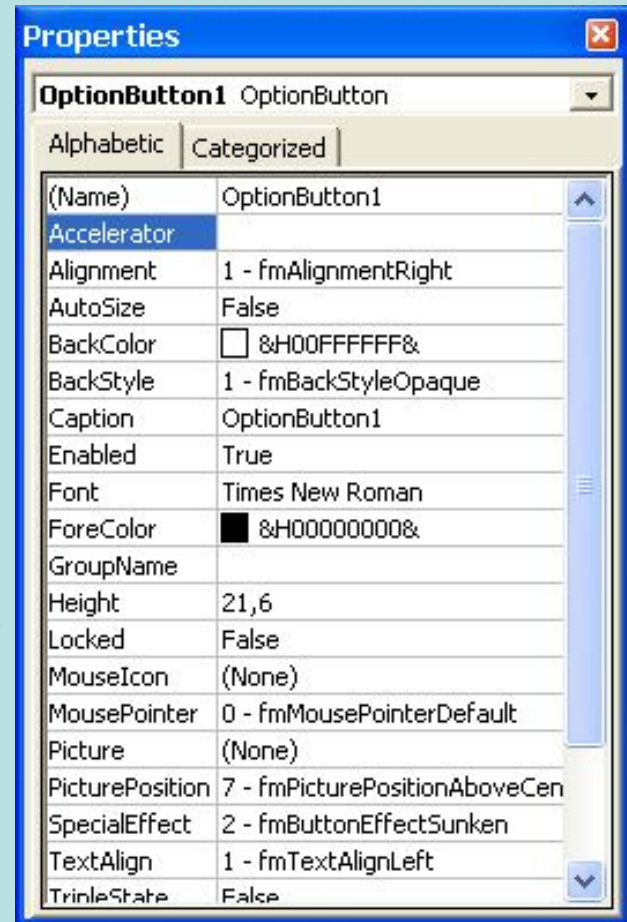 Properties
OptionButton1 OptionButton
Alphabetic Categorized
(Name) OptionButton1
Accelerator
Alignment 1 - fmAlignmentRight
AutoSize False
BackColor &H00FFFFFF&
BackStyle 1 - fmBackStyleOpaque
Caption OptionButton1
Enabled True
Font Times New Roman
ForeColor &H00000000&
GroupName
Height 21,6
Locked False
MouseIcon (None)
MousePointer 0 - fmMousePointerDefault
Picture (None)
PicturePosition 7 - fmPicturePositionAboveCen
SpecialEffect 2 - fmButtonEffectSunken
TextAlign 1 - fmTextAlignLeft
TripleState False